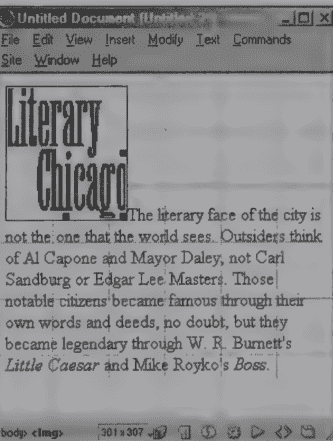 Untitled Document (Untitled
File Edit View Insert Modify Text Commands
Site Window Help
Literary
Chicago
The literary face of the city is
not the one that the world sees. Outsiders think
of Al Capone and Mayor Daley, not Carl
Sandburg or Edgar Lee Masters. Those
notable citizens became famous through their
own words and deeds, no doubt, but they
became legendary through W. R. Burnett's
Little Caesar and Mike Royko's Boss.
<body> <img> 301 x 307